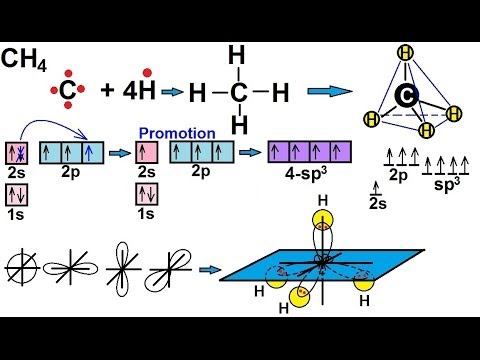 CH4
C + 4H
H
H C H
H
H
C
H H
H
Promotion
2s 2p 2s 2p 4-sp3
1s 1s
2p sp3
2s
H
H H H